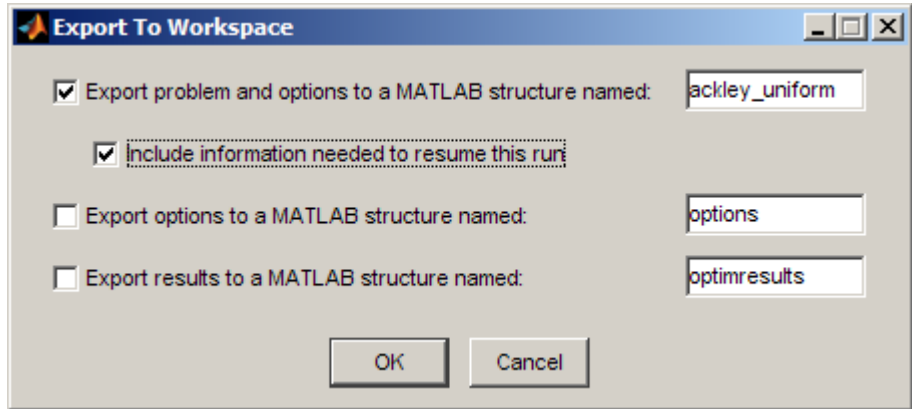 Export To Workspace
Export problem and options to a MATLAB structure named: ackley_uniform
Include information needed to resume this run
Export options to a MATLAB structure named: options
Export results to a MATLAB structure named: optimresults
OK Cancel